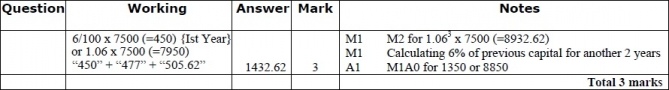 Question Working Answer Mark Notes
6/100 x 7500 (=450) {Ist Year} M1 M2 for 1.06³ x 7500 (=8932.62)
or 1.06 x 7500 (=7950) M1 Calculating 6% of previous capital for another 2 years
“450” + “477” + “505.62” 1432.62 3 A1 M1A0 for 1350 or 8850
Total 3 marks